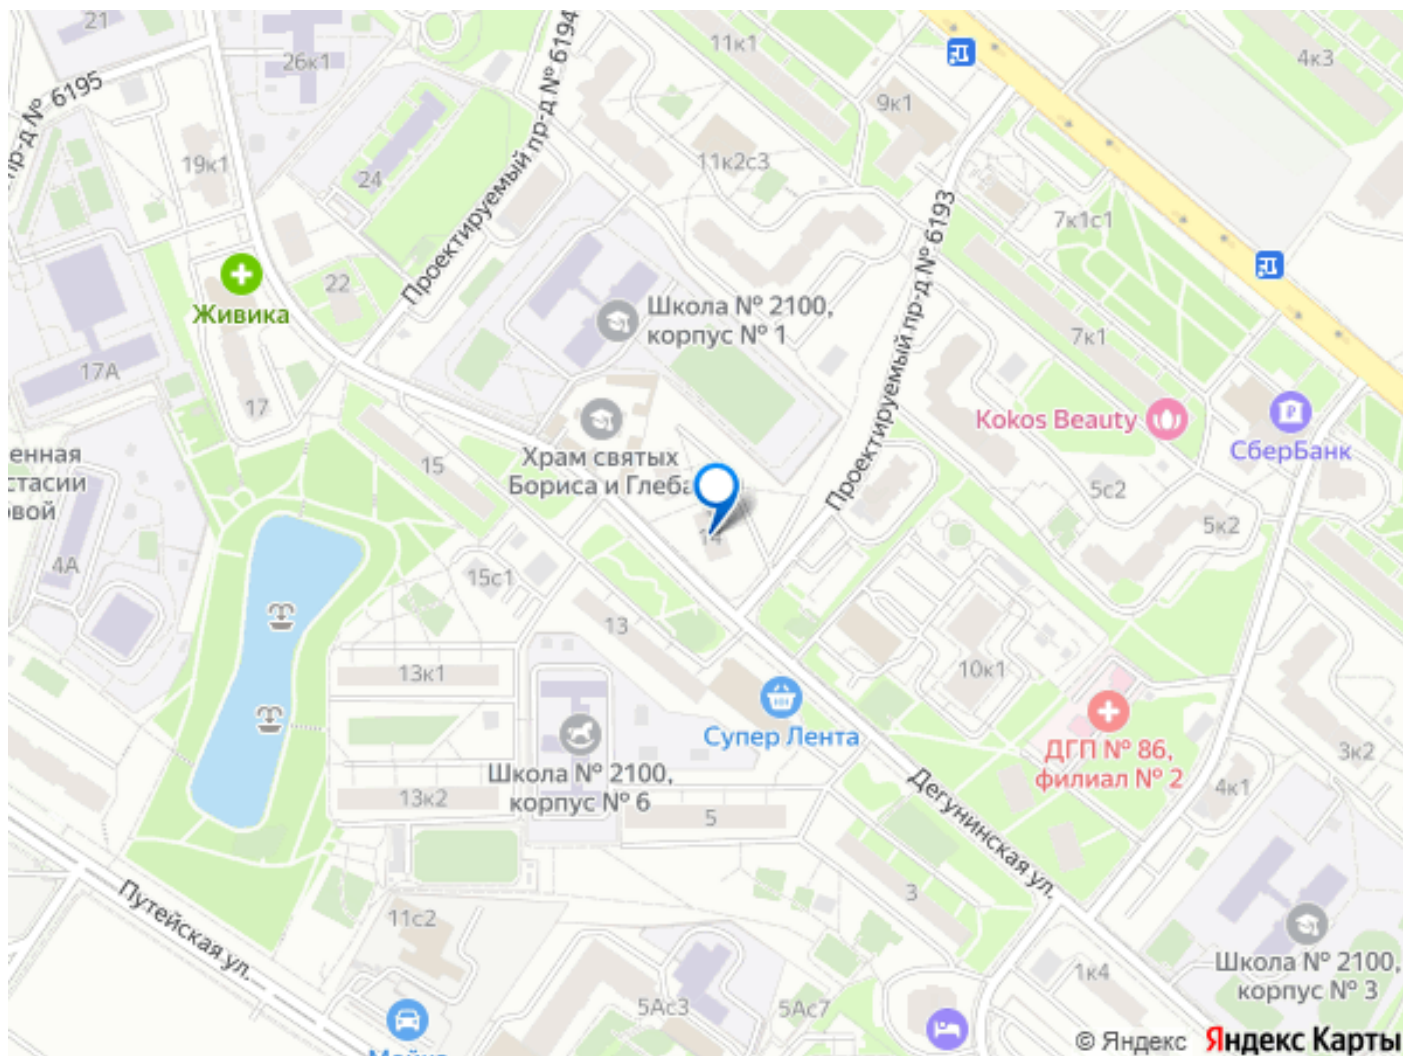 21
26к1
пр-д № 6195
19к1
24
Проектируемый пр-д № 6194
11к1
4к3
9к1
11к2с3
7к1с1
Проектируемый пр-д № 6193
22
Живика
Школа № 2100,
корпус № 1
7к1
17А
17
Kokos Beauty
СберБанк
15
Храм святых
Бориса и Глеба
енная
стасии
овой
5с2
5к2
14
4А
15с1
13
10к1
13к1
Супер Лента
ДГП № 86,
филиал № 2
3к2
Школа № 2100,
корпус № 6
13к2
5
4к1
Дегунинская ул.
3
Путейская ул.
11с2
Школа № 2100,
корпус № 3
1к4
5Ас3
5Ас7
Мойка
© Яндекс Яндекс Карты